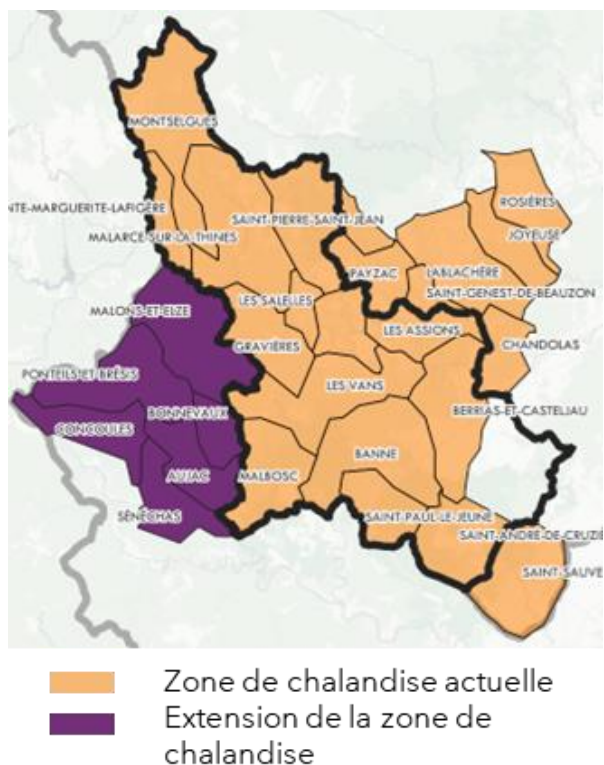 MONTSELGUES
ROSIÈRES
NTE-MARGUERITE-LAFIGÈRE
SAINT-PIERRE-SAINT-JEAN
JOYEUSE
MALARCE-SUR-LA-THINES
PAYZAC
LABLACHÈRE
SAINT-GENEST-DE-BEAUZON
LES SALELLES
MALONS-ET-ELZE
LES ASSIONS
GRAVIÈRES
CHANDOLAS
PONTEILS-ET-BRÉSIS
LES VANS
BONNEVAUX
BERRIAS-ET-CASTELJAU
CONCOULES
BANNE
AUJAC
MALBOSC
SÉNÉCHAS
SAINT-PAUL-LE-JEUNE
SAINT-ANDRÉ-DE-CRUZIÈ
SAINT-SAUVE
Zone de chalandise actuelle
Extension de la zone de
chalandise